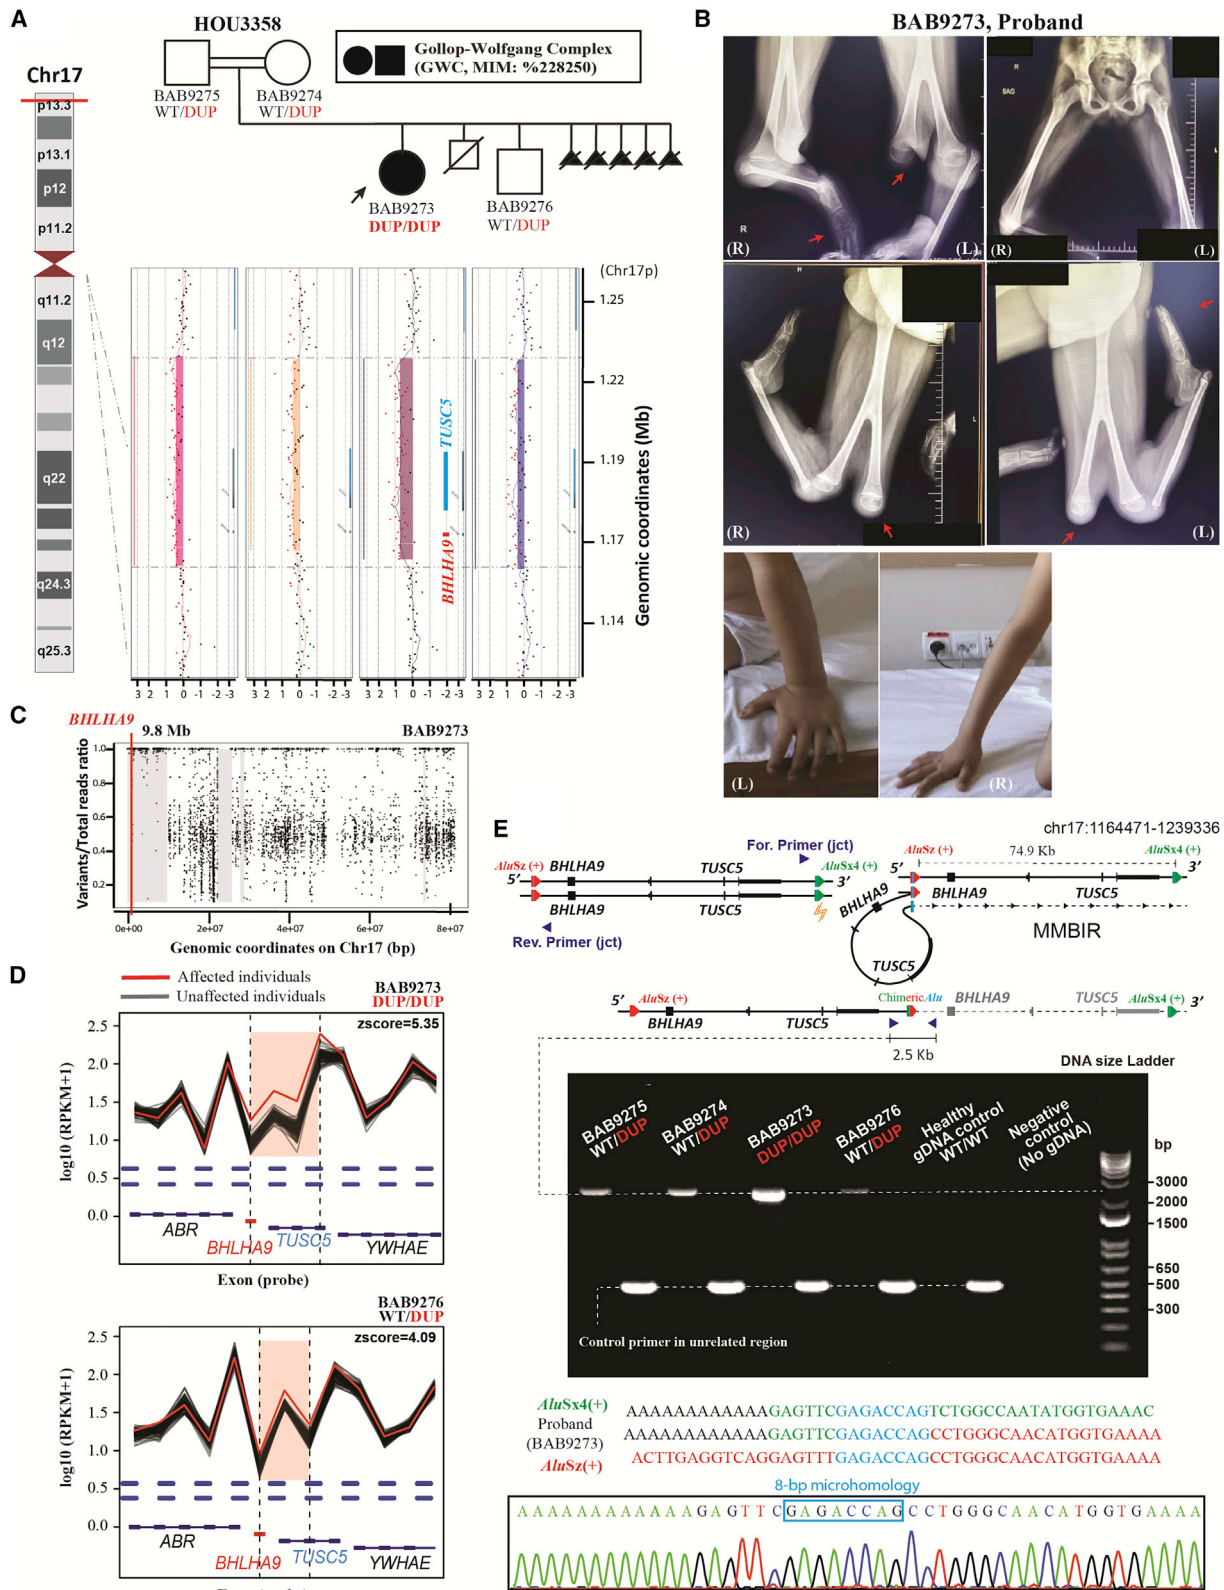 A
HOU3358
Gollop-Wolfgang Complex
(GWC, MIM: %228250)
Chr17
p13.3
p13.1
p12
p11.2
q11.2
q12
q22
q24.3
q25.3
BAB9275
WT/DUP
BAB9274
WT/DUP
BAB9273
DUP/DUP
BAB9276
WT/DUP
(Chr17p)
1.25
1.22
1.19
1.17
1.14
Genomic coordinates (Mb)
TUSC5
BHLHA9
3 2 1 0 -1 -2 -3
3 2 1 0 -1 -2 -3
3 2 1 0 -1 -2 -3
3 2 1 0 -1 -2 -3
B
BAB9273, Proband
R
(R)
(L)
R
(R)
(L)
L
H
(R)
L
(L)
(L)
(R)
C
BHLHA9
9.8 Mb
BAB9273
Variants/Total reads ratio
1.0
0.8
0.6
0.4
0.2
0e+00 2e+07 4e+07 6e+07 8e+07
Genomic coordinates on Chr17 (bp)
D
Affected individuals
Unaffected individuals
BAB9273
DUP/DUP
zscore=5.35
log10 (RPKM+1)
2.5
2.0
1.5
1.0
0.5
0.0
ABR
BHLHA9
TUSC5
YWHAE
Exon (probe)
BAB9276
WT/DUP
zscore=4.09
log10 (RPKM+1)
2.5
2.0
1.5
1.0
0.5
0.0
ABR
BHLHA9
TUSC5
YWHAE
E
chr17:1164471-1239336
For. Primer (jct)
AluSz (+)
BHLHA9
TUSC5
AluSx4 (+)
5’
3’
BHLHA9
TUSC5
Rev. Primer (jct)
AluSz (+)
74.9 Kb
AluSx4 (+)
5’
3’
BHLHA9
BHLHA9
TUSC5
MMBIR
TUSC5
5’
AluSz (+)
BHLHA9
TUSC5
ChimericAlu
BHLHA9
TUSC5
AluSx4 (+)
3’
2.5 Kb
DNA size Ladder
BAB9275
WT/DUP
BAB9274
WT/DUP
BAB9273
DUP/DUP
BAB9276
WT/DUP
Healthy
gDNA control
WT/WT
Negative
control
(No gDNA)
bp
3000
2000
1500
650
500
300
Control primer in unrelated region
AluSx4(+)
AAAAAAAAAAAAGAGTTCGAGACCAGTCTGGCCAATATGGTGAAAC
Proband
(BAB9273)
AAAAAAAAAAAAGAGTTCGAGACCAGCCTGGGCAACATGGTGAAAA
AluSz(+)
ACTTGAGGTCAGGAGTTTGAGACCAGCCTGGGCAACATGGTGAAAA
8-bp microhomology
A A A A A A A A A A A A G A G T T C G A G A C C A G C C T G G G C A A C A T G G T G A A A A